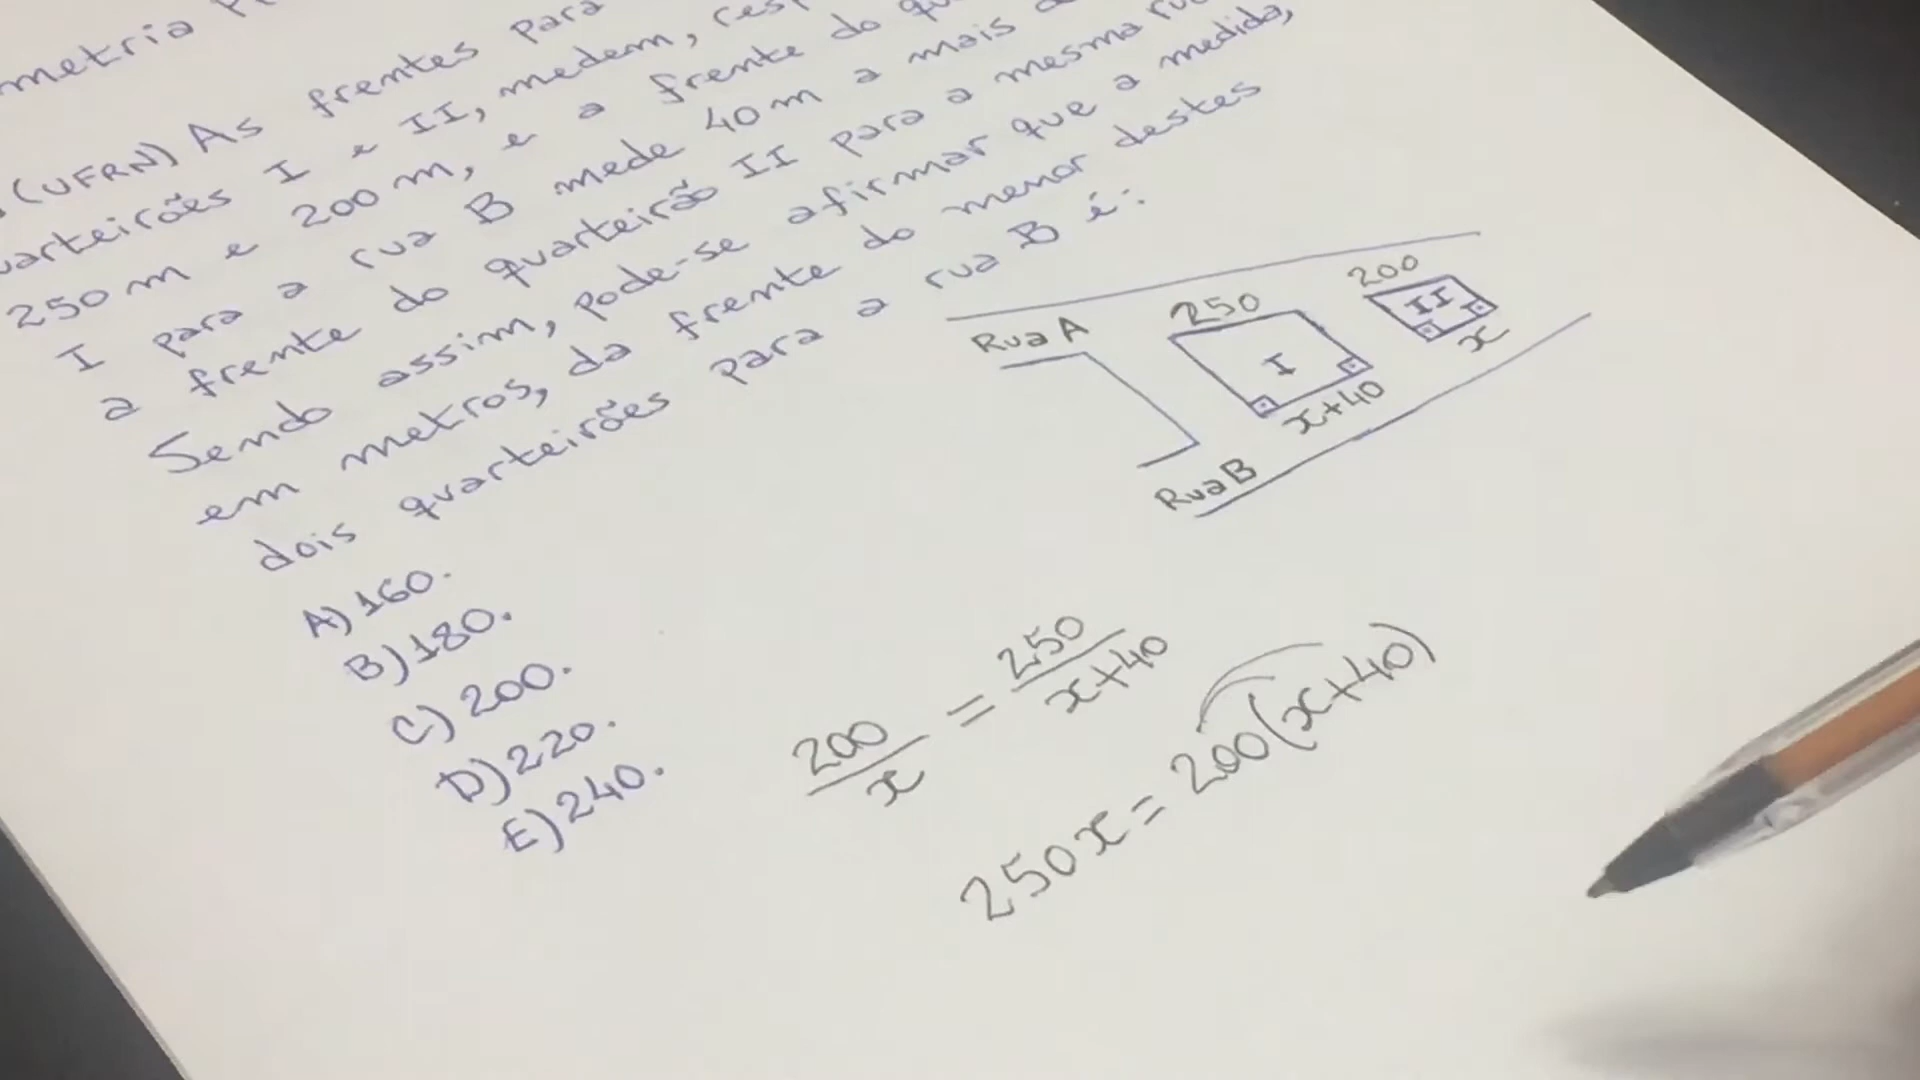 (UFRN) As frentes para
quarteirões I e II, medem,
250 m e 200 m, e a frente do
I para a rua B mede 40 m a mais
a frente do quarteirão II para a mesma
Sendo assim, pode-se afirmar que a medida,
em metros, da frente do menor destes
dois quarteirões para a rua B é:
A) 160.
B) 180.
C) 200.
D) 220.
E) 240.
Rua A
250
200
I
II
x+40
x
Rua B
200/x = 250/x+40
250x = 200(x+40)